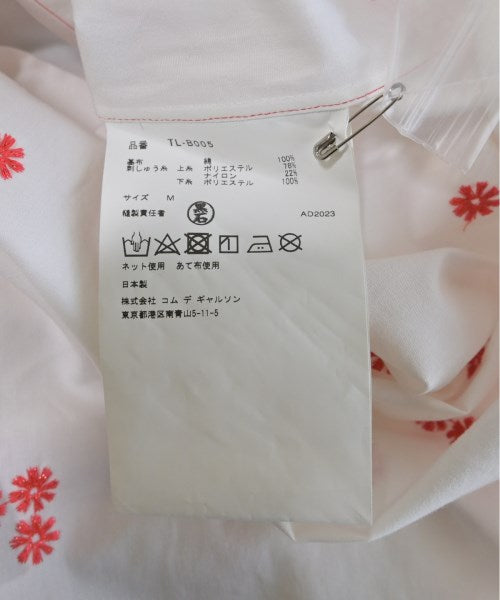 品番 TL-B005
基布 綿 100%
刺しゅう糸 上糸 ポリエステル 78%
ナイロン 22%
下糸 ポリエステル 100%
サイズ M
縫製責任者 黒石 AD2023
ネット使用 あて布使用
日本製
株式会社 コム デ ギャルソン
東京都港区南青山5-11-5